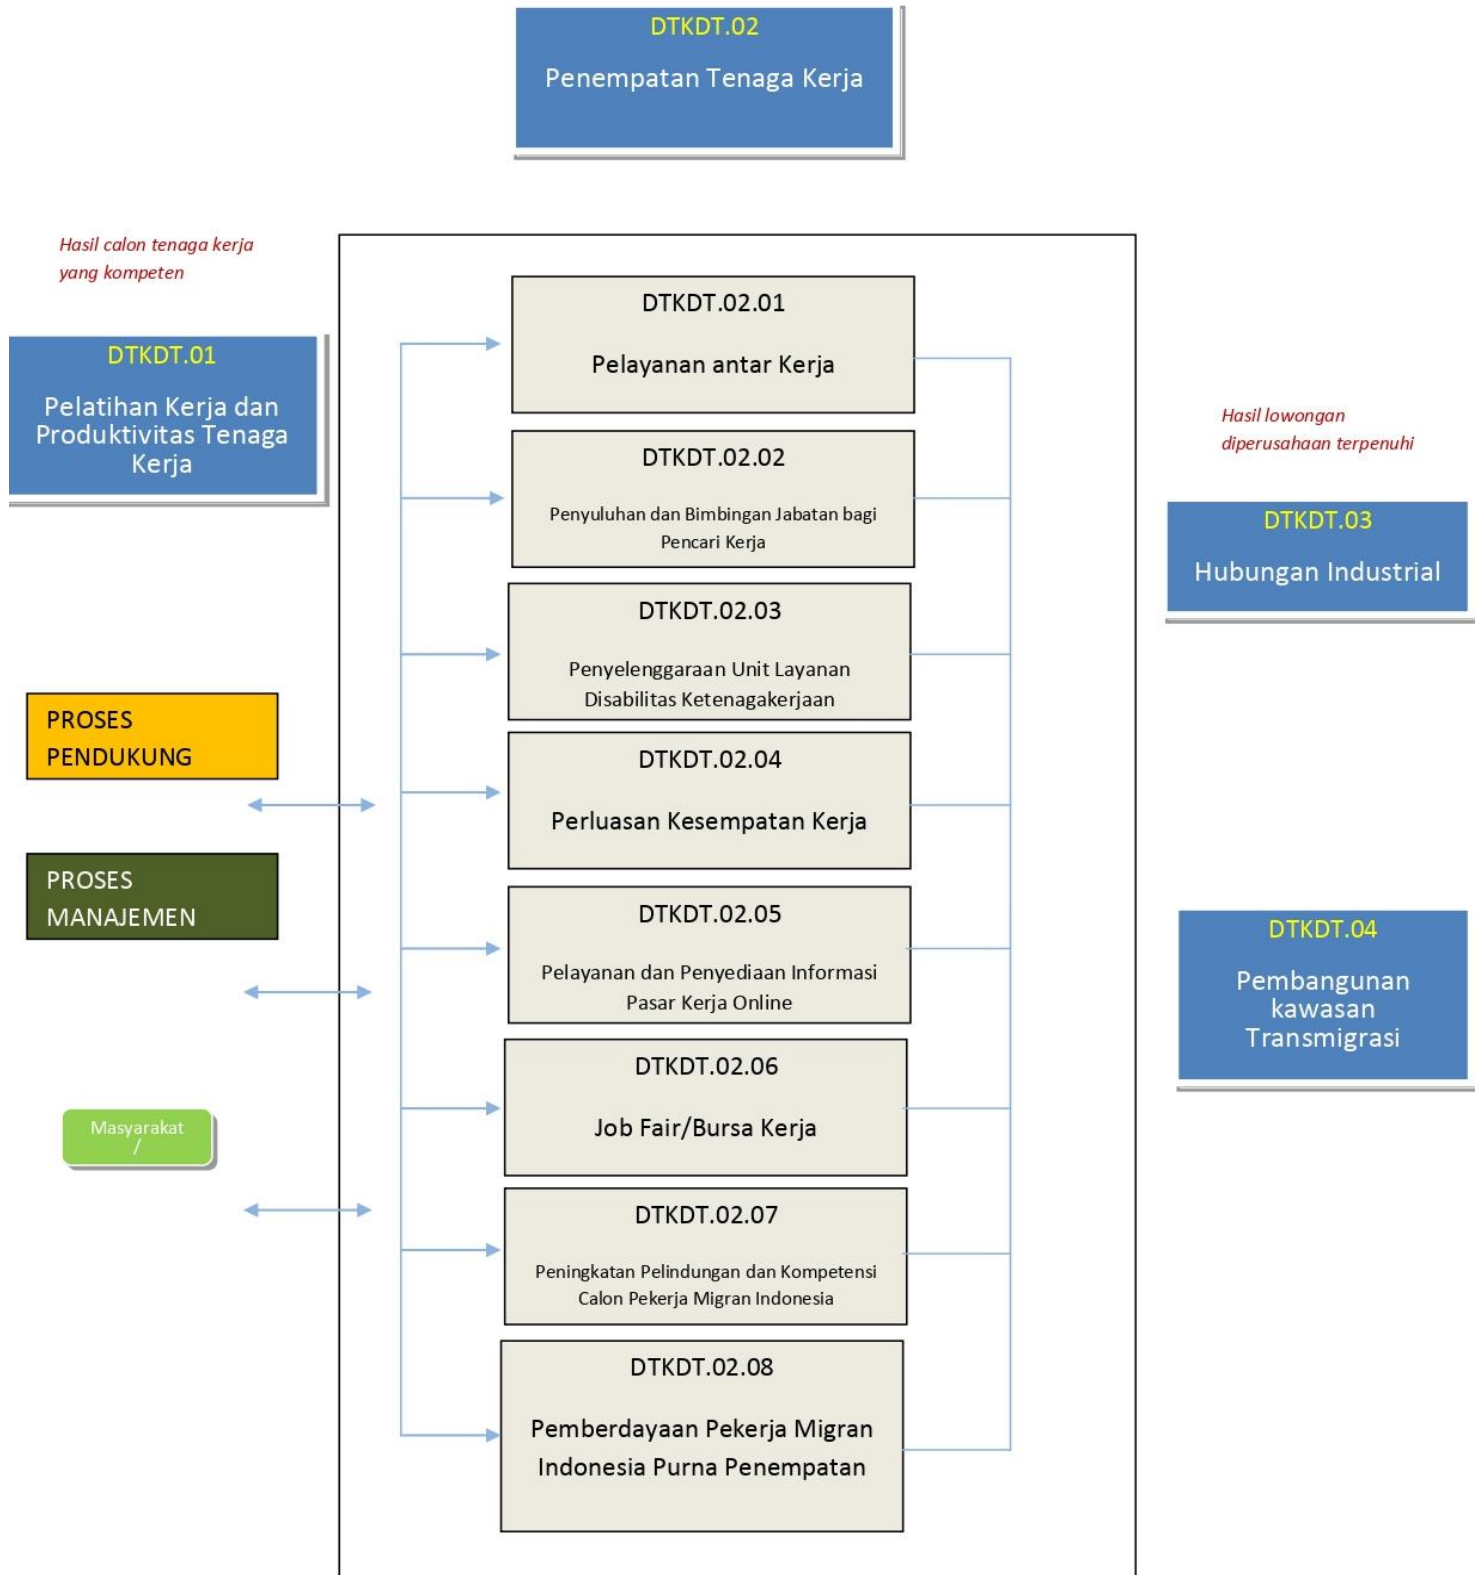 DTKDT.02
Penempatan Tenaga Kerja
Hasil calon tenaga kerja
yang kompeten
DTKDT.01
Pelatihan Kerja dan
Produktivitas Tenaga
Kerja
PROSES
PENDUKUNG
PROSES
MANAJEMEN
Masyarakat
/
DTKDT.02.01
Pelayanan antar Kerja
DTKDT.02.02
Penyuluhan dan Bimbingan Jabatan bagi
Pencari Kerja
DTKDT.02.03
Penyelenggaraan Unit Layanan
Disabilitas Ketenagakerjaan
DTKDT.02.04
Perluasan Kesempatan Kerja
DTKDT.02.05
Pelayanan dan Penyediaan Informasi
Pasar Kerja Online
DTKDT.02.06
Job Fair/Bursa Kerja
DTKDT.02.07
Peningkatan Pelindungan dan Kompetensi
Calon Pekerja Migran Indonesia
DTKDT.02.08
Pemberdayaan Pekerja Migran
Indonesia Purna Penempatan
Hasil lowongan
diperusahaan terpenuhi
DTKDT.03
Hubungan Industrial
DTKDT.04
Pembangunan
kawasan
Transmigrasi